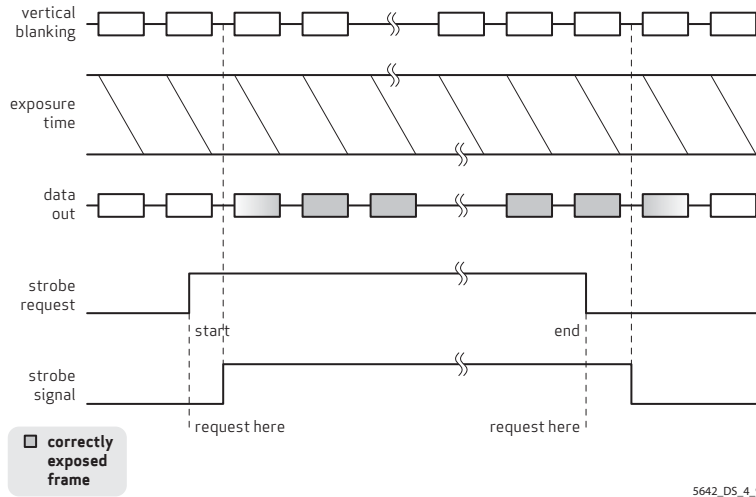 vertical
blanking
exposure
time
data
out
strobe
request
start
end
strobe
signal
request here
request here
correctly
exposed
frame